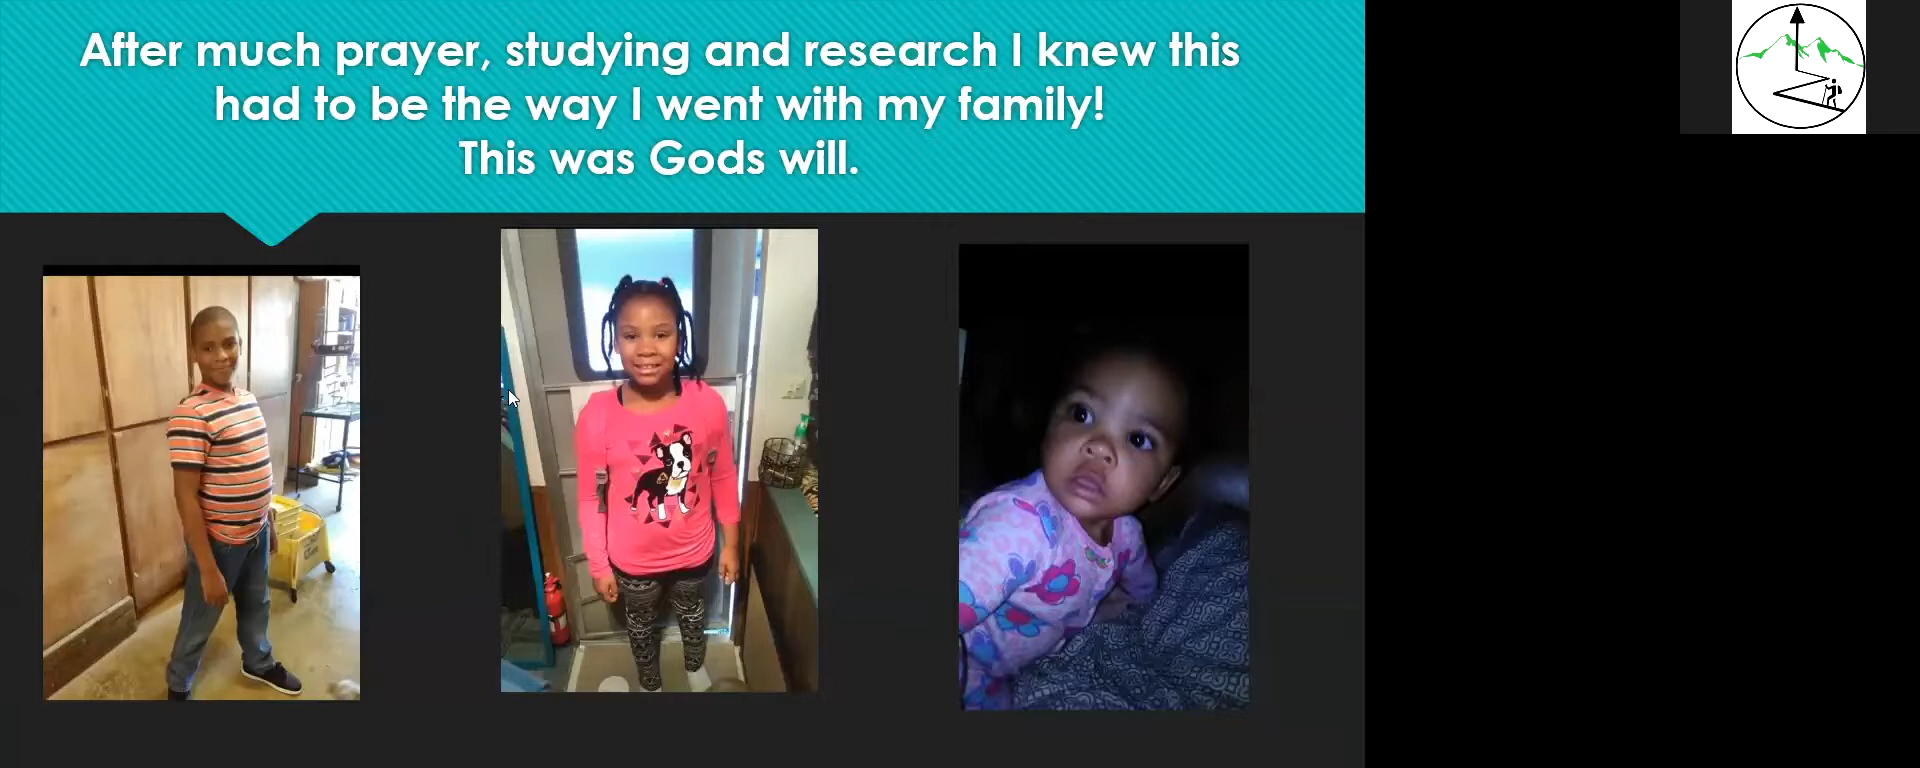 After much prayer, studying and research I knew this
had to be the way I went with my family!
This was Gods will.